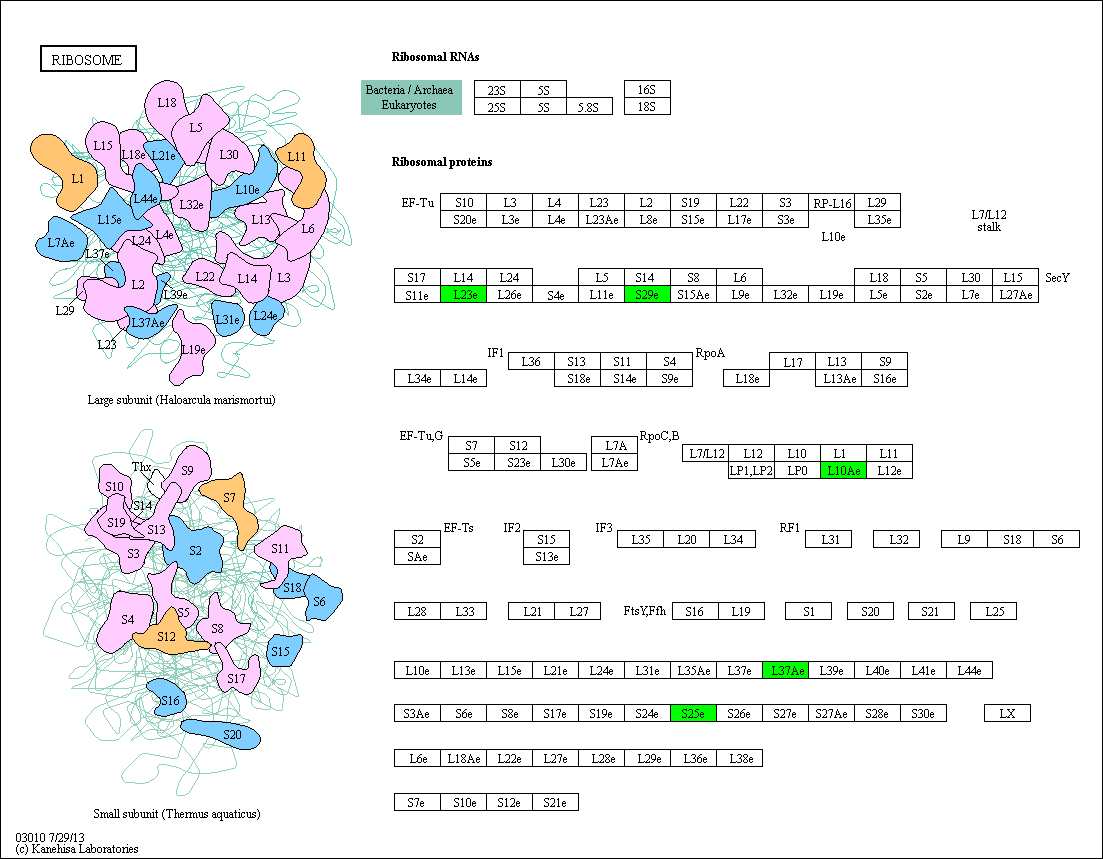 RIBOSOME
Ribosomal RNAs
Bacteria / Archaea 23S 5S 16S
Eukaryotes 25S 5S 5.8S 18S
Ribosomal proteins
EF-Tu S10 L3 L4 L23 L2 S19 L22 S3 RP-L16 L29
S20e L3e L4e L23Ae L8e S15e L17e S3e L35e
L10e
L7/L12
stalk
S17 L14 L24 L5 S14 S8 L6 L18 S5 L30 L15 SecY
S11e L23e L26e S4e L11e S29e S15Ae L9e L32e L19e L5e S2e L7e L27Ae
IF1 L36 S13 S11 S4 RpoA L17 L13 S9
L34e L14e S18e S14e S9e L18e L13Ae S16e
EF-Tu,G S7 S12 L7A RpoC,B L7/L12 L12 L10 L1 L11
S5e S23e L30e L7Ae LP1,LP2 LP0 L10Ae L12e
S2 EF-Ts IF2 S15 IF3 L35 L20 L34 RF1 L31 L32 L9 S18 S6
SAe S13e
L28 L33 L21 L27 FtsY,Ffh S16 L19 S1 S20 S21 L25
L10e L13e L15e L21e L24e L31e L35Ae L37e L37Ae L39e L40e L41e L44e
S3Ae S6e S8e S17e S19e S24e S25e S26e S27e S27Ae S28e S30e LX
L6e L18Ae L22e L27e L28e L29e L36e L38e
S7e S10e S12e S21e
L18
L5
L15
L18e
L21e
L30
L11
L1
L44e
L10e
L32e
L15e
L13
L6
L7Ae
L24
L4e
L37e
L2
L22
L14
L3
L39e
L29
L37Ae
L31e
L24e
L23
L19e
Large subunit (Haloarcula marismortui)
Thx
S9
S10
S7
S14
S19
S13
S3
S2
S11
S18
S6
S4
S5
S8
S12
S15
S17
S16
S20
Small subunit (Thermus aquaticus)
03010 7/29/13
(c) Kanehisa Laboratories